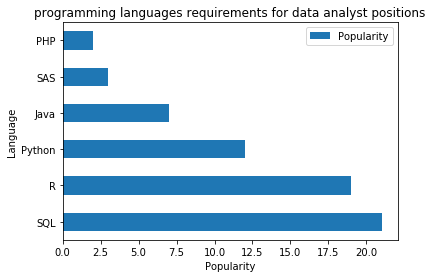 programming languages requirements for data analyst positions
Popularity
PHP
SAS
Java
Python
R
SQL
Language
0.0 2.5 5.0 7.5 10.0 12.5 15.0 17.5 20.0
Popularity